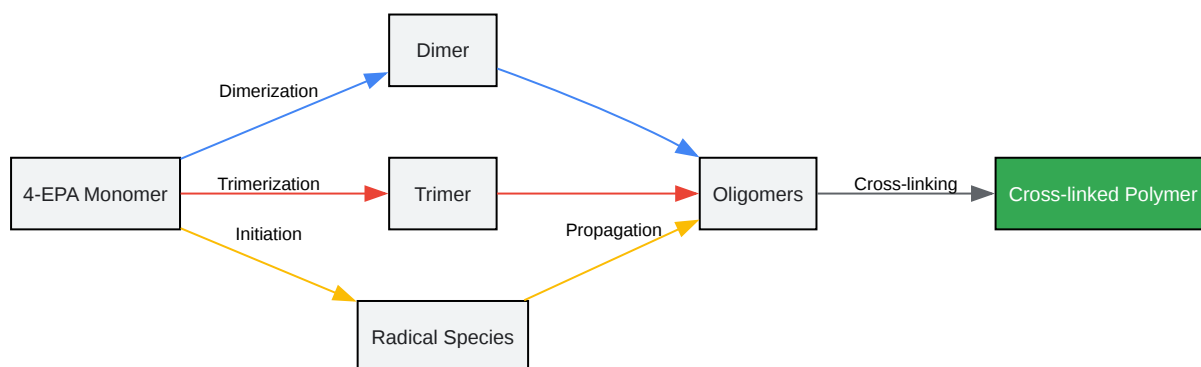 Dimer
Dimerization
4-EPA Monomer
Trimerization
Trimer
Oligomers
Cross-linking
Cross-linked Polymer
Initiation
Propagation
Radical Species